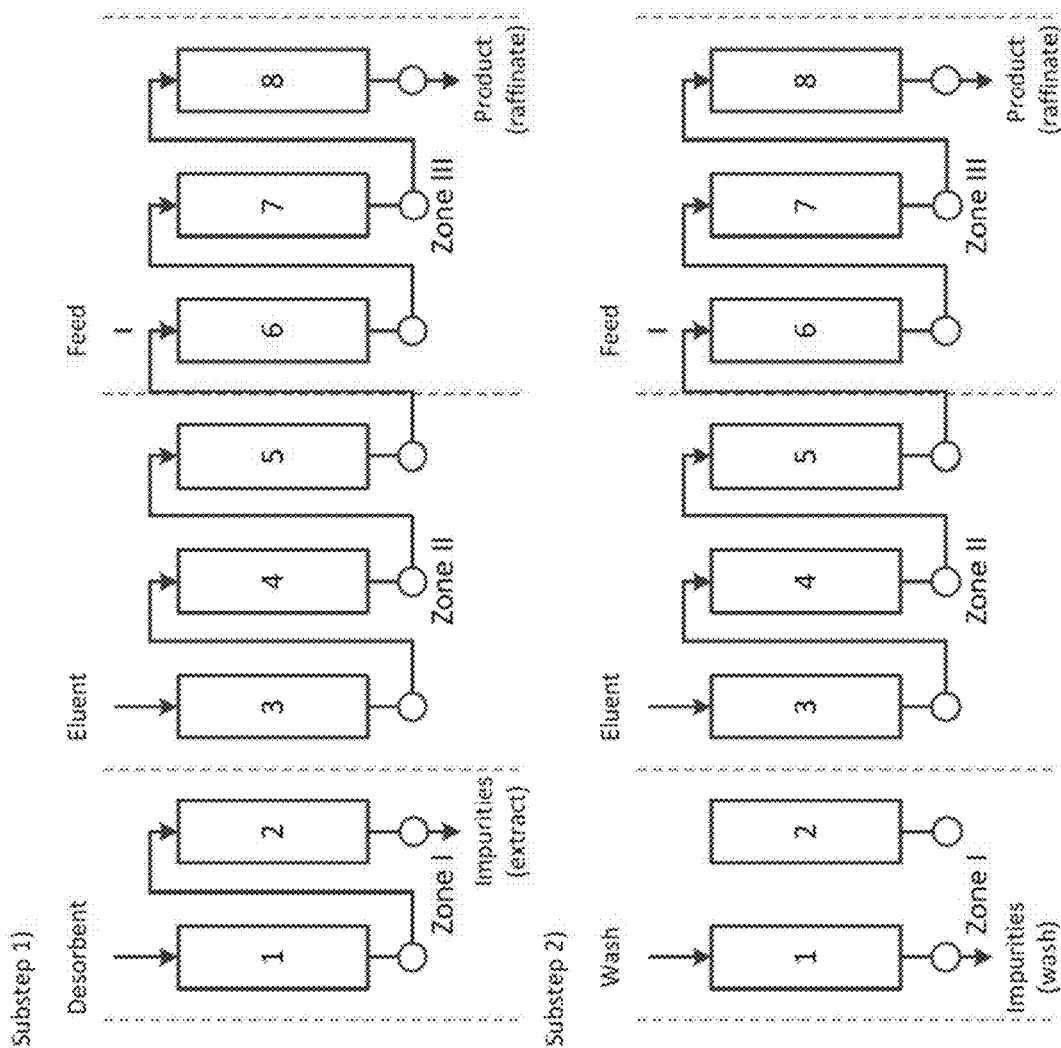 Substep 1)
Desorbent
Eluent
Feed
1
2
3
4
5
6
7
8
Zone I
Zone II
Zone III
Impurities
(extract)
Product
(raffinate)
Substep 2)
Wash
Eluent
Feed
1
2
3
4
5
6
7
8
Zone I
Zone II
Zone III
Impurities
(wash)
Product
(raffinate)